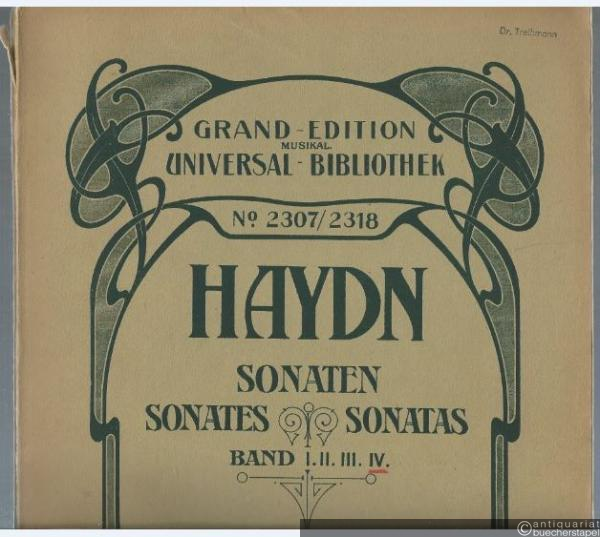 Dr. Treibmann
GRAND-EDITION
MUSIKAL.
UNIVERSAL-BIBLIOTHEK
No 2307/2318
HAYDN
SONATEN
SONATES SONATAS
BAND I. II. III. IV.
©antiquariat
buecherstapel